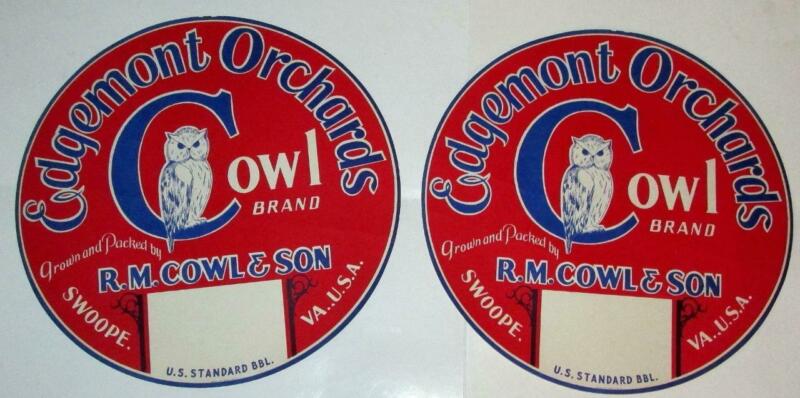 Edgemont Orchards
Cowl
BRAND
Grown and Packed by
R.M. COWL & SON
SWOOPE. VA..U.S.A.
U.S. STANDARD BBL.
Edgemont Orchards
Cowl
BRAND
Grown and Packed by
R.M. COWL & SON
SWOOPE. VA..U.S.A.
U.S. STANDARD BBL.